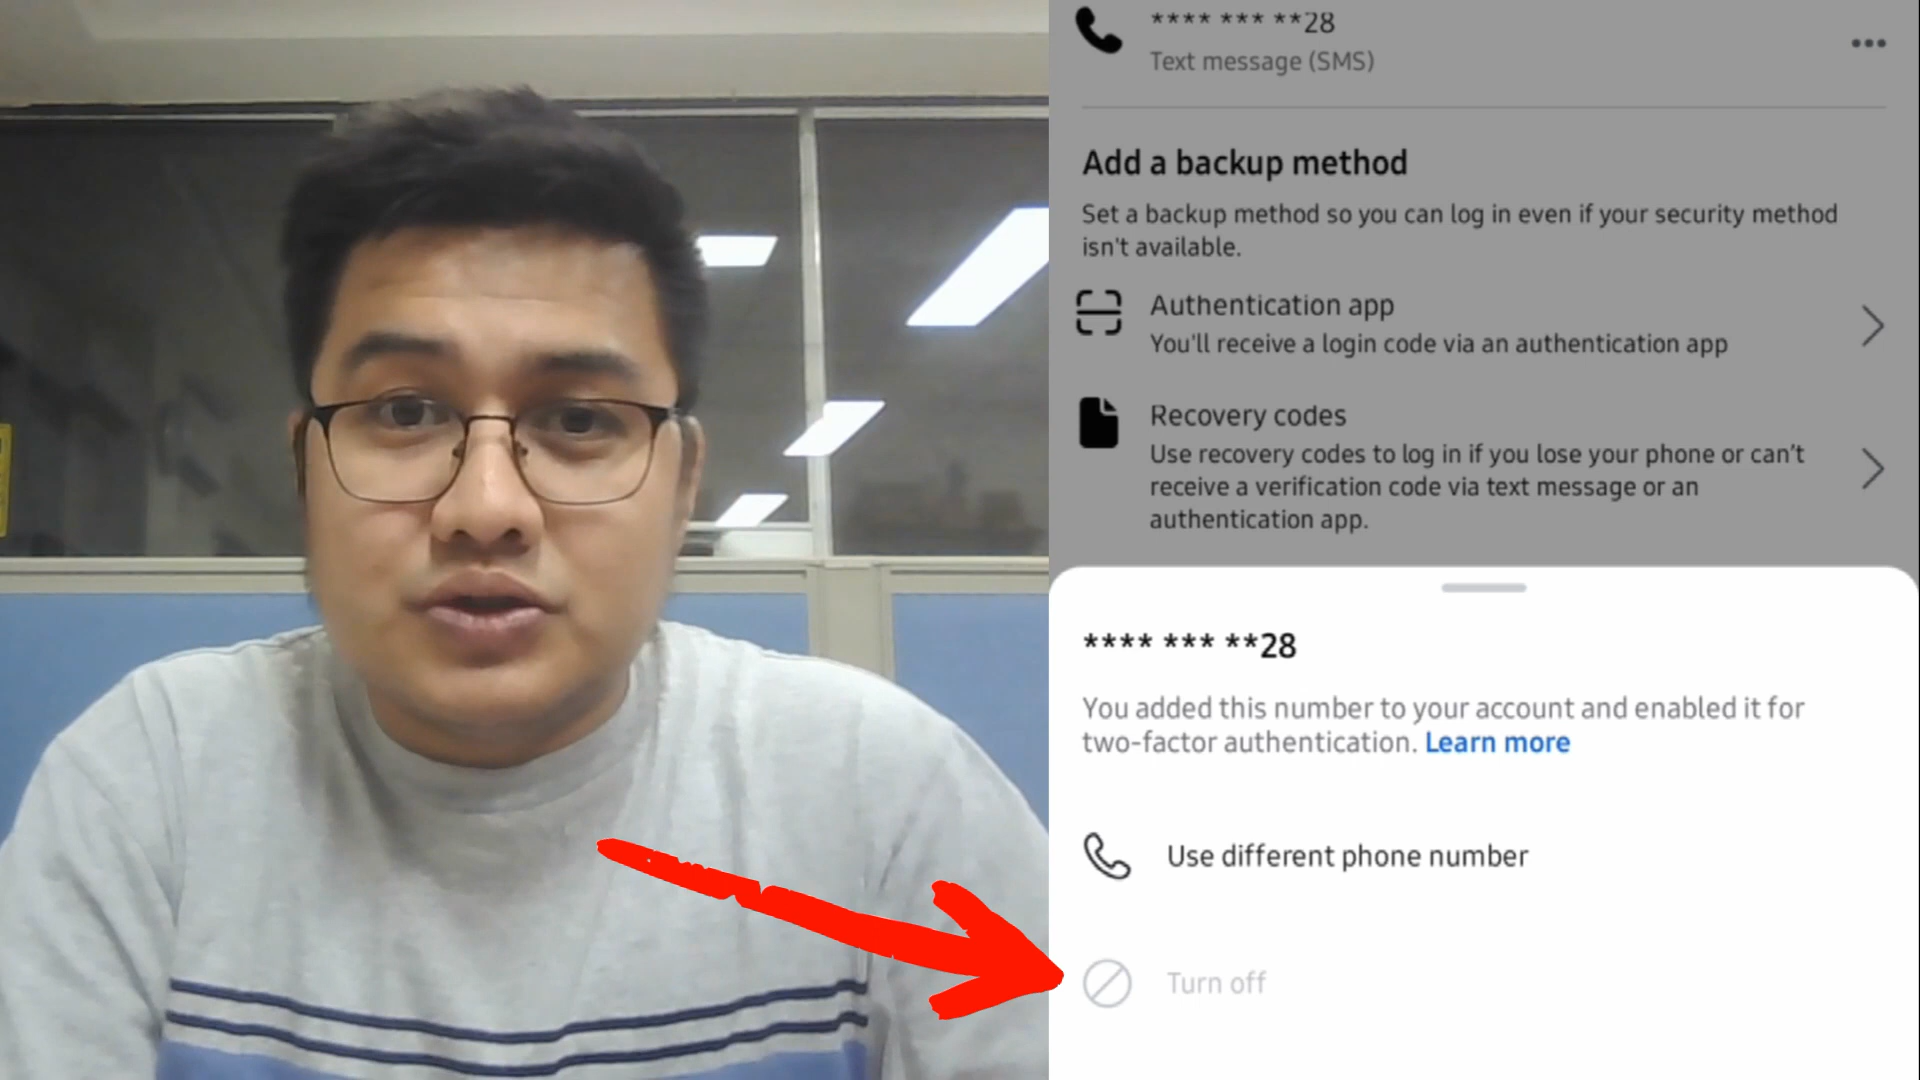 **** *** **28
Text message (SMS)
Add a backup method
Set a backup method so you can log in even if your security method
isn't available.
Authentication app
You'll receive a login code via an authentication app
Recovery codes
Use recovery codes to log in if you lose your phone or can't
receive a verification code via text message or an
authentication app.
**** *** **28
You added this number to your account and enabled it for
two-factor authentication. Learn more
Use different phone number
Turn off